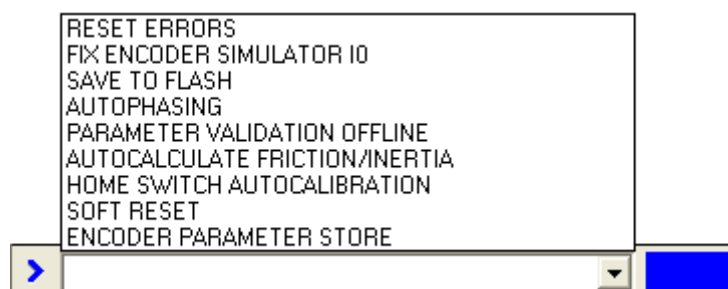 RESET ERRORS
FIX ENCODER SIMULATOR I0
SAVE TO FLASH
AUTOPHASING
PARAMETER VALIDATION OFFLINE
AUTOCALCULATE FRICTION/INERTIA
HOME SWITCH AUTOCALIBRATION
SOFT RESET
ENCODER PARAMETER STORE
>